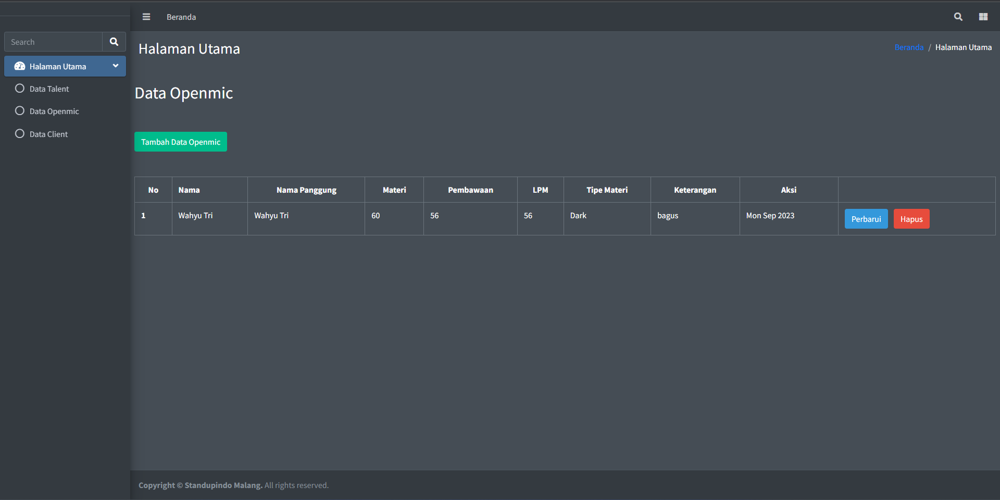 Beranda
Search
Halaman Utama
Data Talent
Data Openmic
Data Client
Halaman Utama
Beranda / Halaman Utama
Data Openmic
Tambah Data Openmic
No Nama Nama Panggung Materi Pembawaan LPM Tipe Materi Keterangan Aksi
1 Wahyu Tri Wahyu Tri 60 56 56 Dark bagus Mon Sep 2023 Perbarui Hapus
Copyright © Standupindo Malang. All rights reserved.